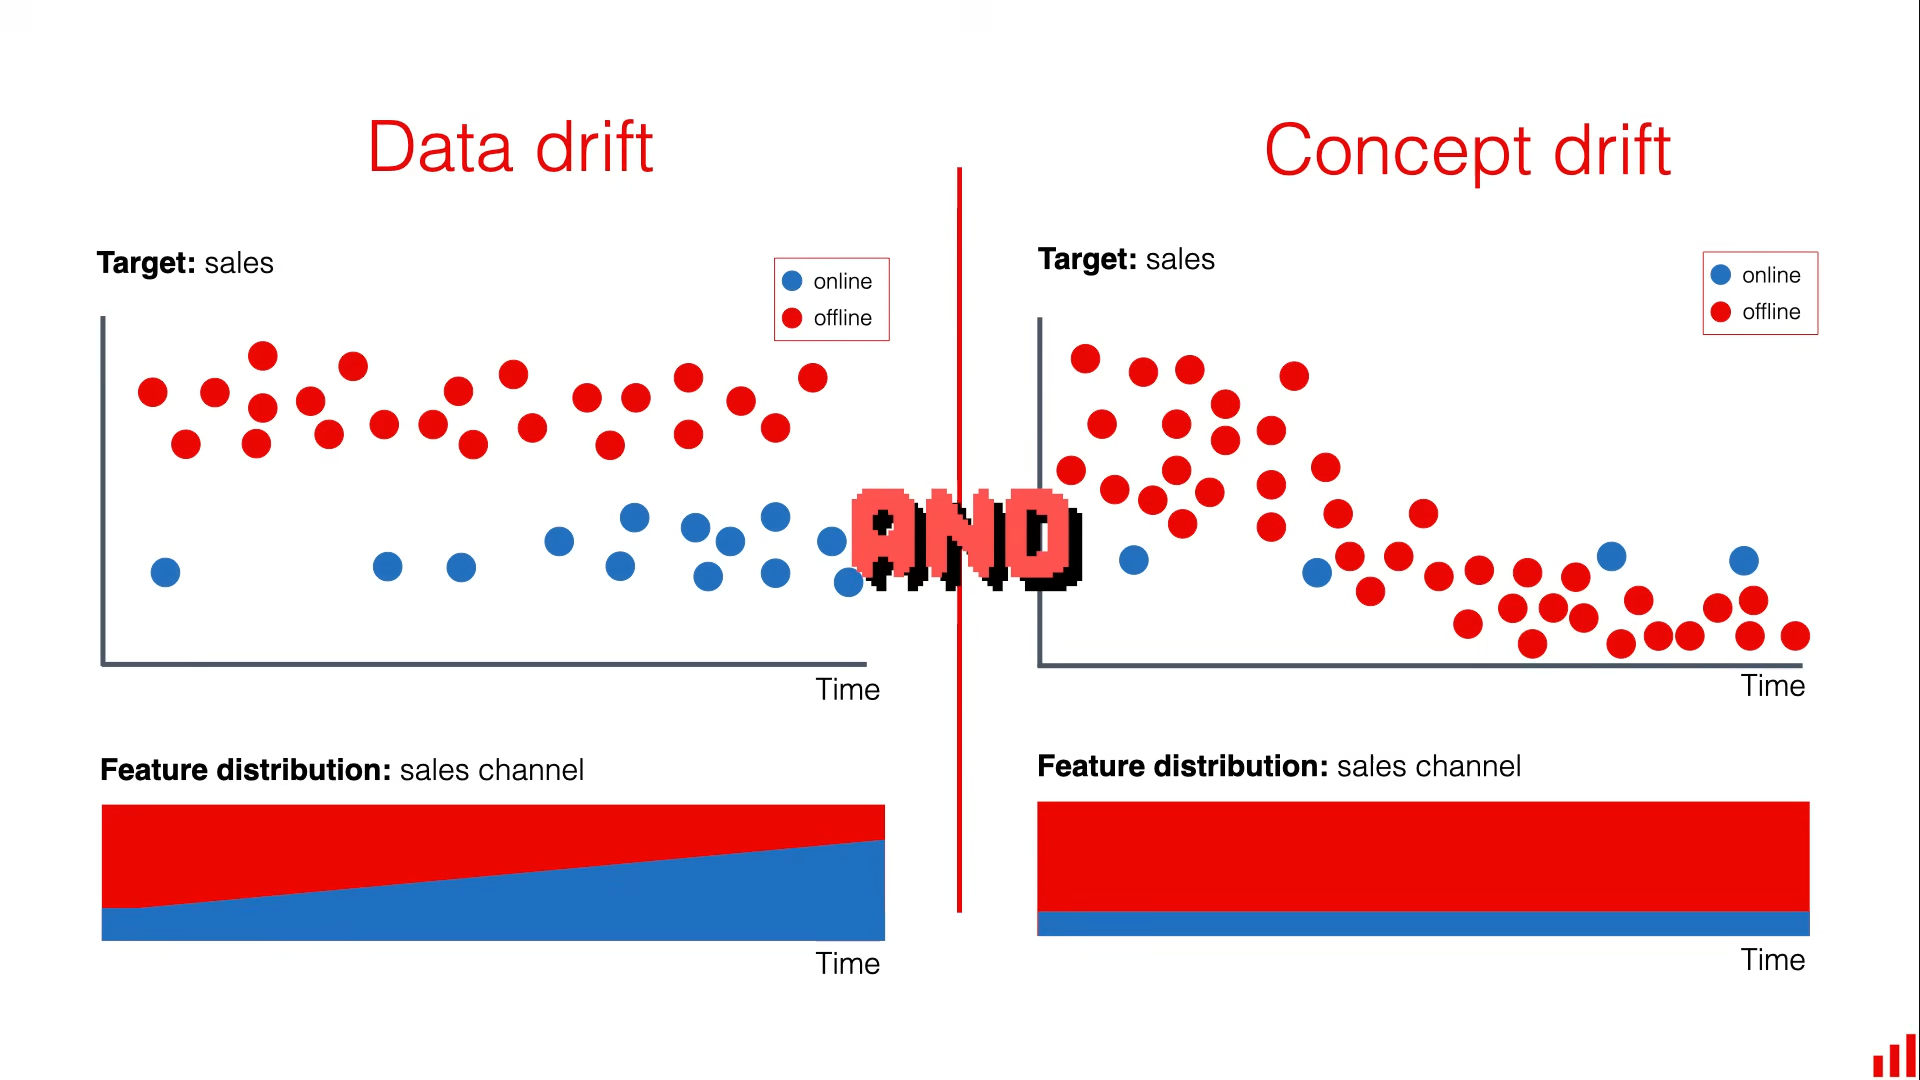 Data drift
Target: sales
online
offline
Time
Feature distribution: sales channel
Time
AND
Concept drift
Target: sales
online
offline
Time
Feature distribution: sales channel
Time